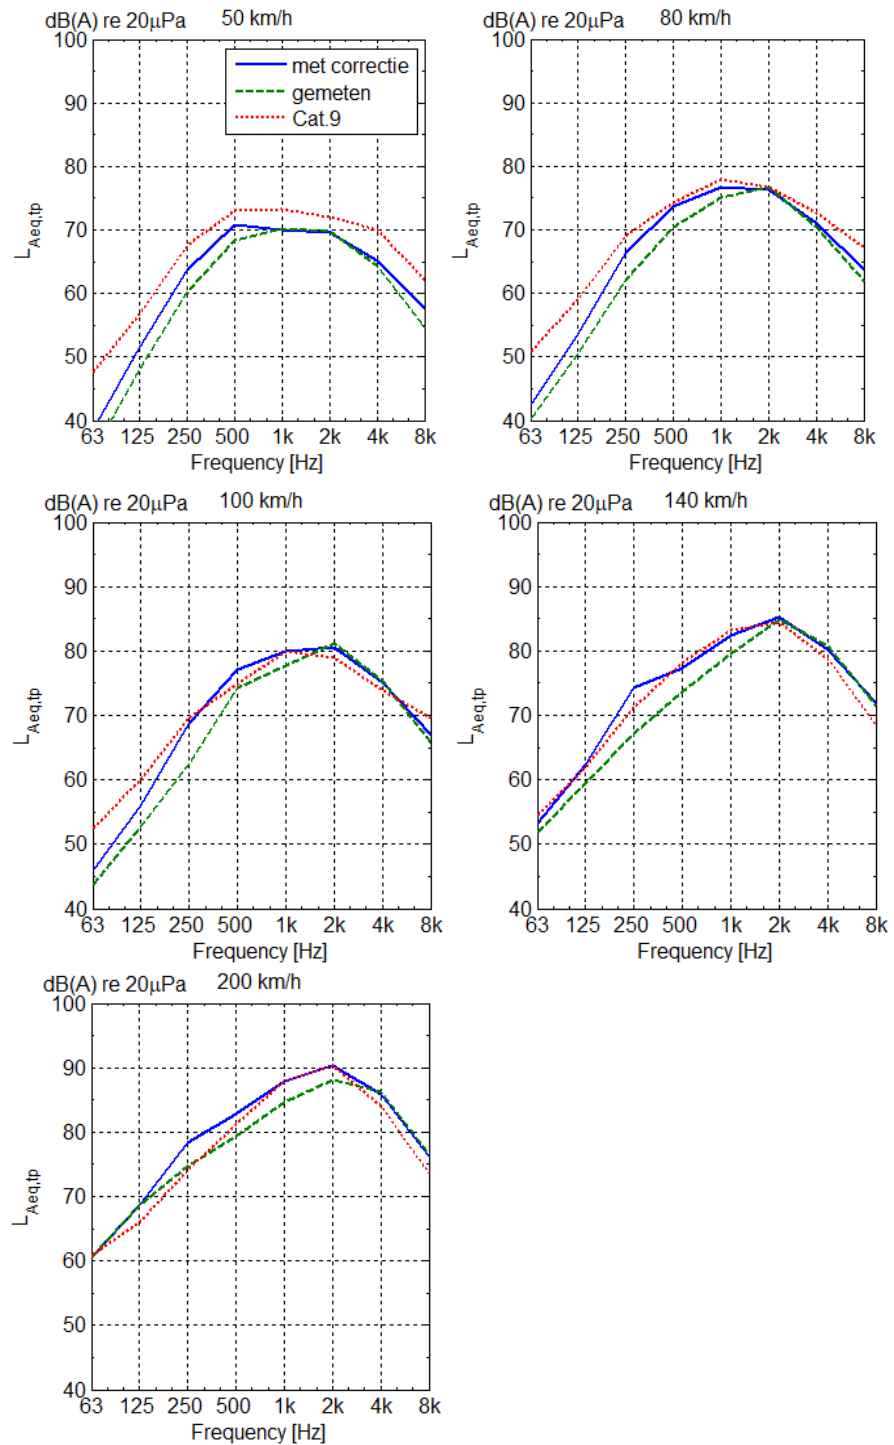 dB(A) re 20μPa 50 km/h
100
90
80
70
60
50
40
L Aeq,tp
met correctie
gemeten
Cat.9
63 125 250 500 1k 2k 4k 8k
Frequency [Hz]
dB(A) re 20μPa 80 km/h
100
90
80
70
60
50
40
L Aeq,tp
63 125 250 500 1k 2k 4k 8k
Frequency [Hz]
dB(A) re 20μPa 100 km/h
100
90
80
70
60
50
40
L Aeq,tp
63 125 250 500 1k 2k 4k 8k
Frequency [Hz]
dB(A) re 20μPa 140 km/h
100
90
80
70
60
50
40
L Aeq,tp
63 125 250 500 1k 2k 4k 8k
Frequency [Hz]
dB(A) re 20μPa 200 km/h
100
90
80
70
60
50
40
L Aeq,tp
63 125 250 500 1k 2k 4k 8k
Frequency [Hz]